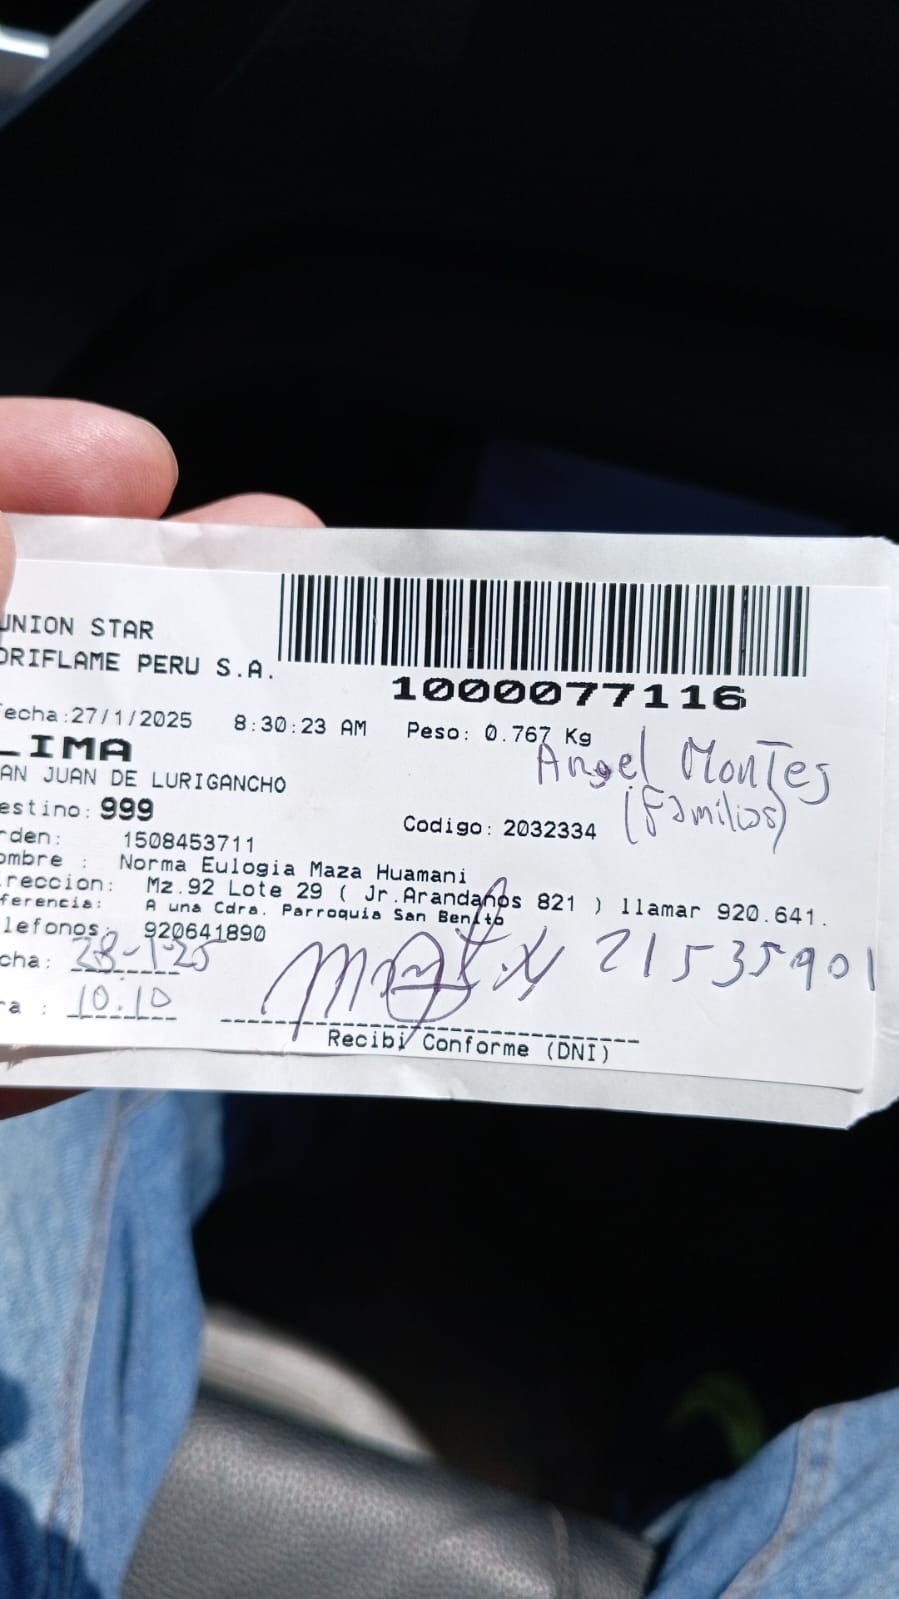 UNION STAR
ORIFLAME PERU S.A.
1000077116
echa:27/1/2025 8:30:23 AM Peso: 0.767 Kg
LIMA
Angel Montes
AN JUAN DE LURIGANCHO
(Familios)
estino: 999
Codigo: 2032334
rden: 1508453711
ombre : Norma Eulogia Maza Huamani
reccion: Mz.92 Lote 29 ( Jr.Arandanos 821 ) llamar 920.641.
ferencia: A una Cdra. Parroquia San Benito
lefonos: 920641890
cha: 28-1-25
21535901
ra : 10.10
Recibi Conforme (DNI)